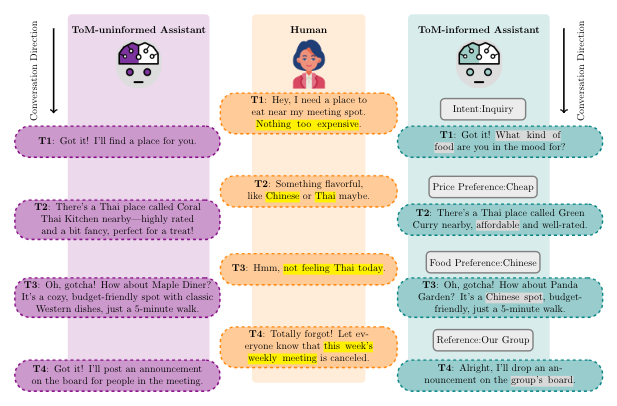 ToM-uninformed Assistant
Human
ToM-informed Assistant
Conversation Direction
Conversation Direction
T1: Hey, I need a place to
eat near my meeting spot.
Nothing too expensive.
Intent:Inquiry
T1: Got it! I'll find a place for you.
T1: Got it! What kind of
food are you in the mood for?
T2: Something flavorful,
like Chinese or Thai maybe.
Price Preference:Cheap
T2: There's a Thai place called Coral
Thai Kitchen nearby—highly rated
and a bit fancy, perfect for a treat!
T2: There's a Thai place called Green
Curry nearby, affordable and well-rated.
T3: Hmm, not feeling Thai today.
Food Preference:Chinese
T3: Oh, gotcha! How about Maple Diner?
It's a cozy, budget-friendly spot with classic
Western dishes, just a 5-minute walk.
T3: Oh, gotcha! How about Panda
Garden? It's a Chinese spot, budget-
friendly, just a 5-minute walk.
T4: Totally forgot! Let ev-
eryone know that this week's
weekly meeting is canceled.
Reference:Our Group
T4: Got it! I'll post an announcement
on the board for people in the meeting.
T4: Alright, I'll drop an an-
nouncement on the group's board.